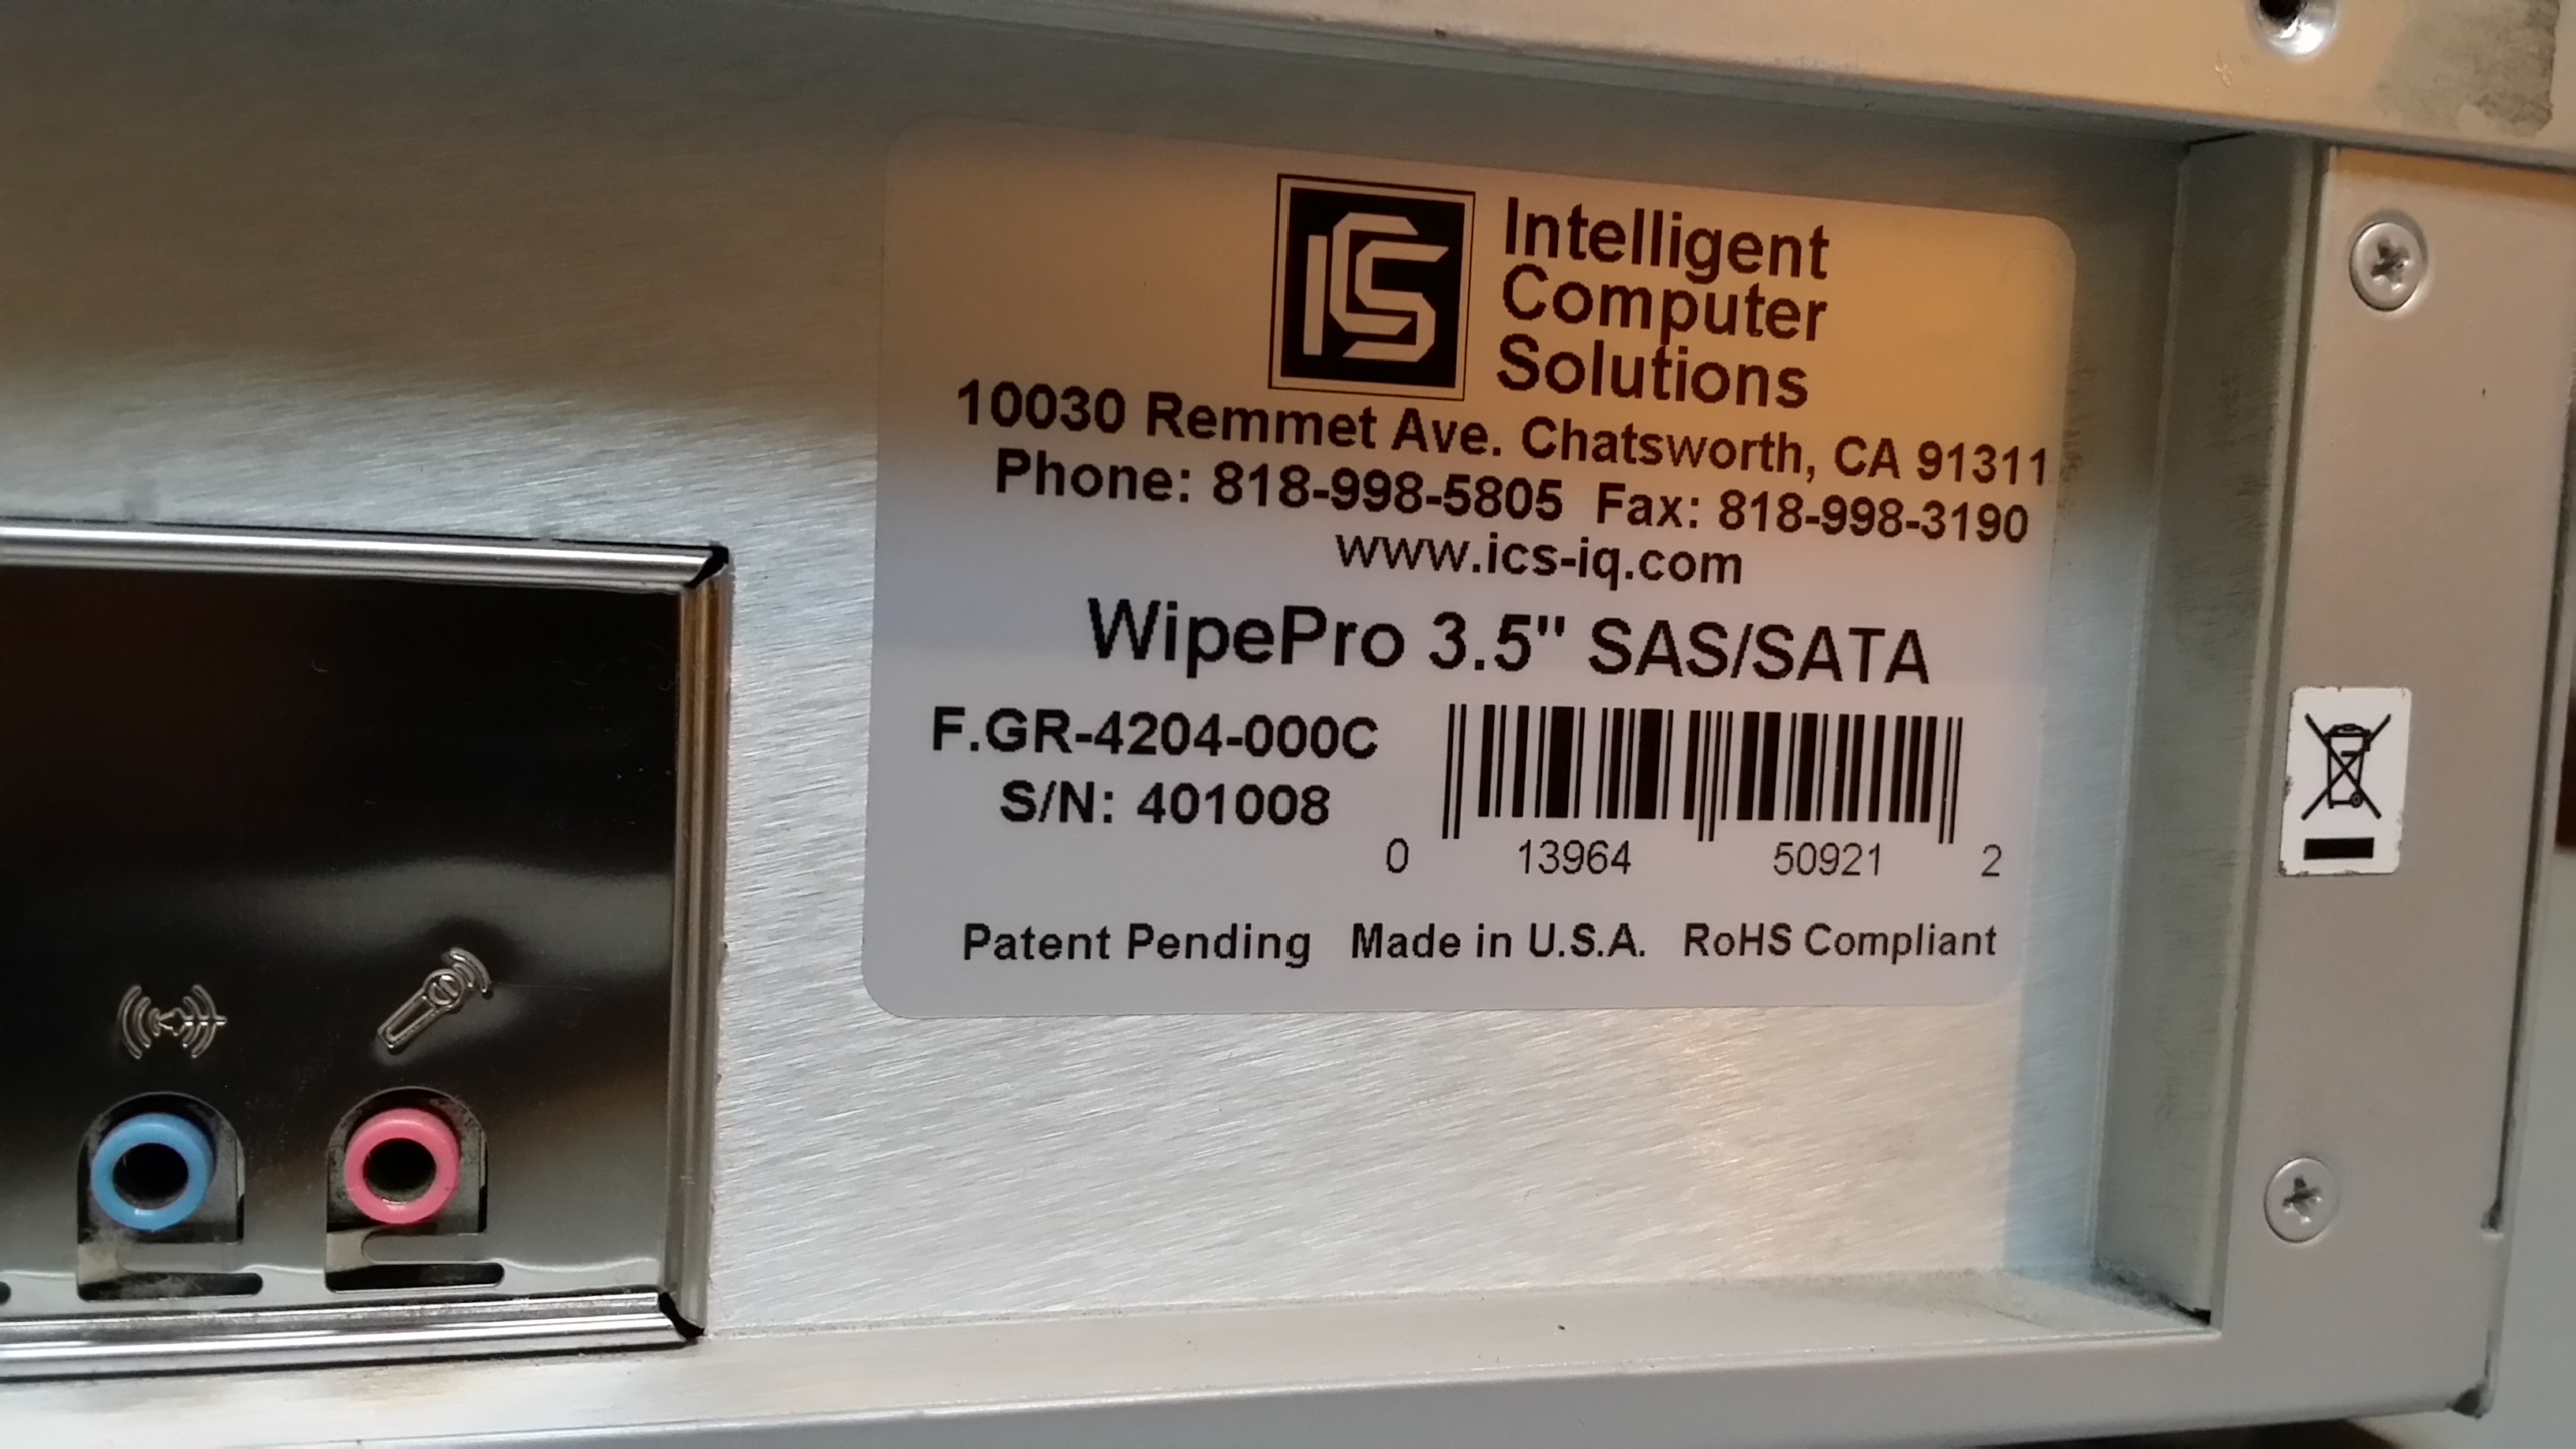 ICS
Intelligent
Computer
Solutions
10030 Remmet Ave. Chatsworth, CA 91311
Phone: 818-998-5805 Fax: 818-998-3190
www.ics-iq.com
WipePro 3.5" SAS/SATA
F.GR-4204-000C
S/N: 401008
0 13964 50921 2
Patent Pending Made in U.S.A. RoHS Compliant